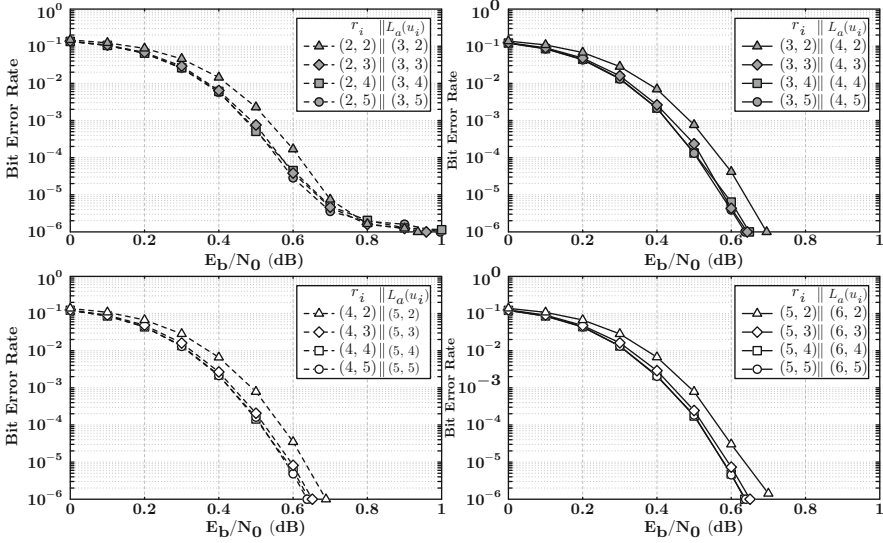 10^0
10^-1
10^-2
10^-3
10^-4
10^-5
10^-6
Bit Error Rate
0 0.2 0.4 0.6 0.8 1
E_b/N_0 (dB)
r_i || L_a(u_i)
(2, 2) || (3, 2)
(2, 3) || (3, 3)
(2, 4) || (3, 4)
(2, 5) || (3, 5)
10^0
10^-1
10^-2
10^-3
10^-4
10^-5
10^-6
Bit Error Rate
0 0.2 0.4 0.6 0.8 1
E_b/N_0 (dB)
r_i || L_a(u_i)
(3, 2) || (4, 2)
(3, 3) || (4, 3)
(3, 4) || (4, 4)
(3, 5) || (4, 5)
10^0
10^-1
10^-2
10^-3
10^-4
10^-5
10^-6
Bit Error Rate
0 0.2 0.4 0.6 0.8 1
E_b/N_0 (dB)
r_i || L_a(u_i)
(4, 2) || (5, 2)
(4, 3) || (5, 3)
(4, 4) || (5, 4)
(4, 5) || (5, 5)
10^0
10^-1
10^-2
10^-3
10^-4
10^-5
10^-6
Bit Error Rate
0 0.2 0.4 0.6 0.8 1
E_b/N_0 (dB)
r_i || L_a(u_i)
(5, 2) || (6, 2)
(5, 3) || (6, 3)
(5, 4) || (6, 4)
(5, 5) || (6, 5)